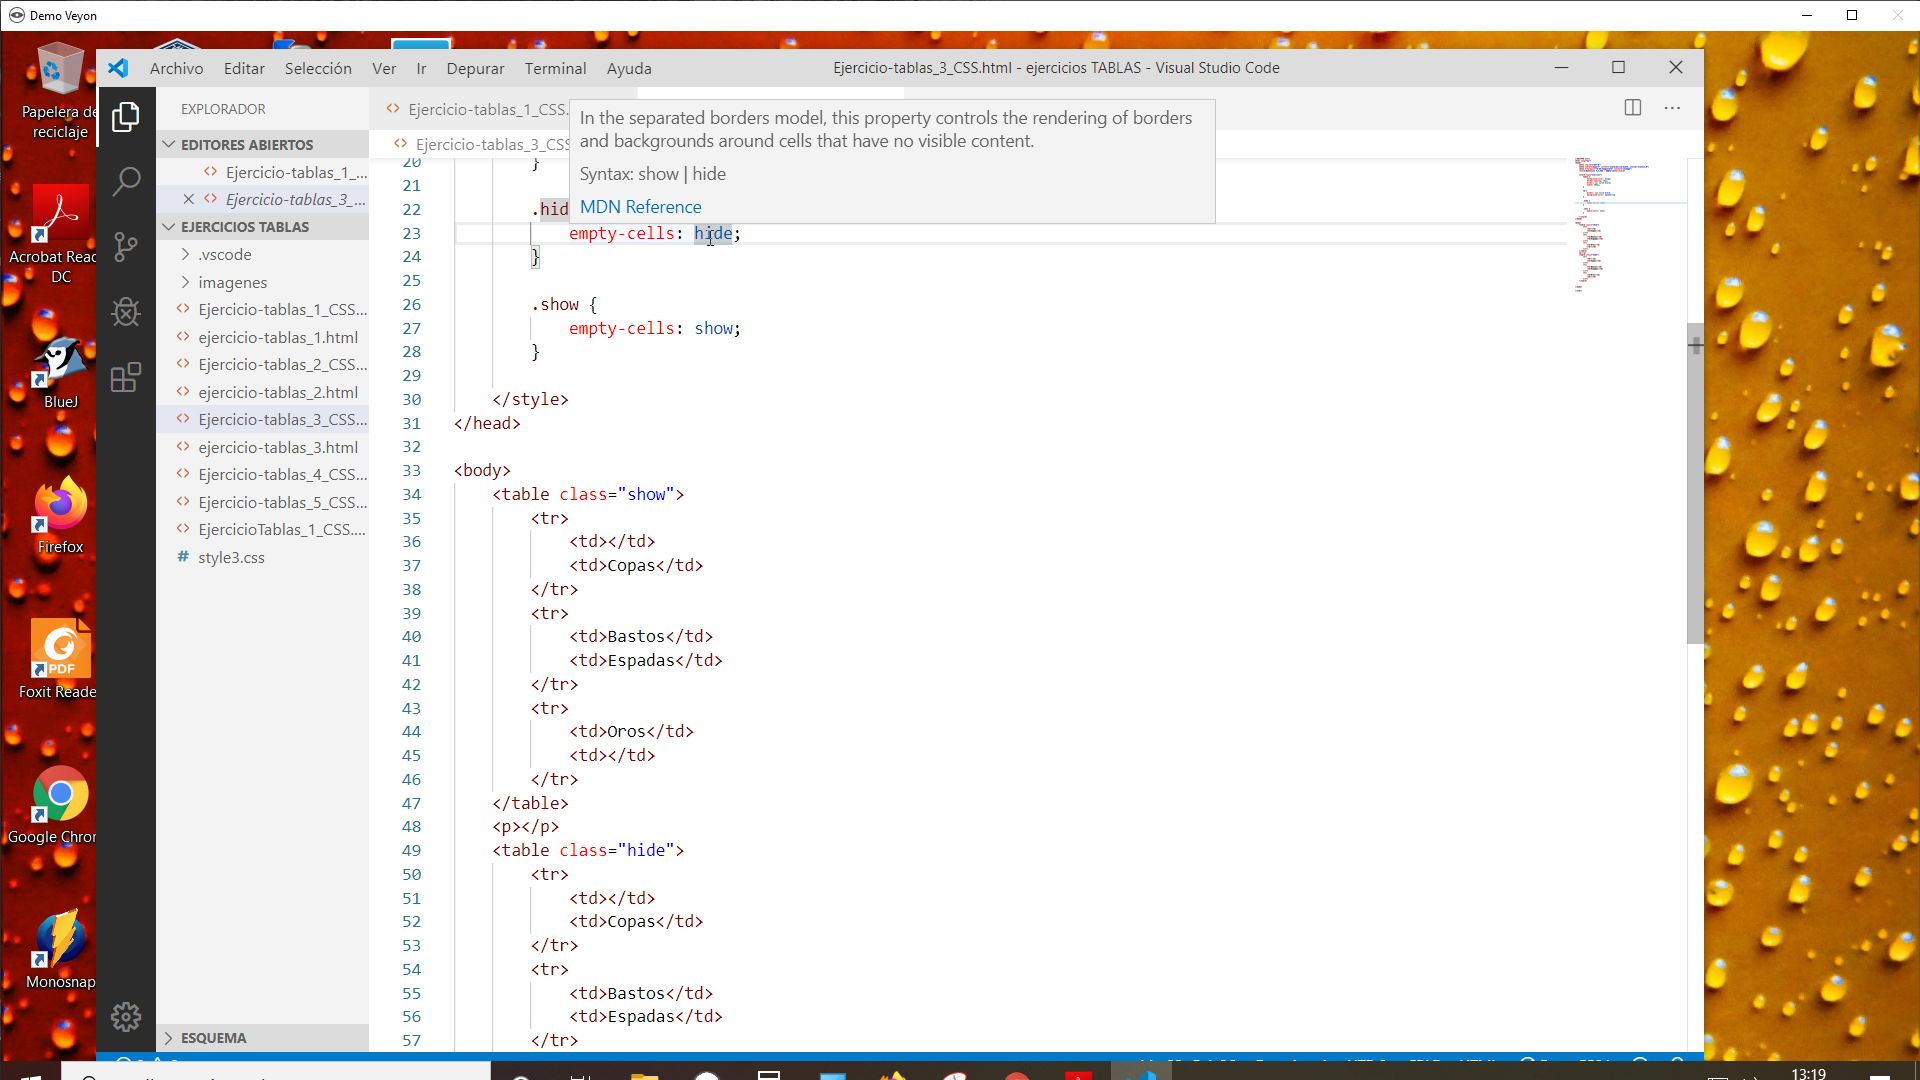 Demo Veyon
Archivo Editar Selección Ver Ir Depurar Terminal Ayuda
Ejercicio-tablas_3_CSS.html - ejercicios TABLAS - Visual Studio Code
Papelera de
reciclaje
Acrobat Read
DC
BlueJ
Firefox
PDF
Foxit Reade
Google Chron
Monosnap
EXPLORADOR
EDITORES ABIERTOS
Ejercicio-tablas_1_...
Ejercicio-tablas_3_...
EJERCICIOS TABLAS
.vscode
imagenes
Ejercicio-tablas_1_CSS...
ejercicio-tablas_1.html
Ejercicio-tablas_2_CSS...
ejercicio-tablas_2.html
Ejercicio-tablas_3_CSS...
ejercicio-tablas_3.html
Ejercicio-tablas_4_CSS...
Ejercicio-tablas_5_CSS...
EjercicioTablas_1_CSS....
# style3.css
ESQUEMA
Ejercicio-tablas_1_CSS.
Ejercicio-tablas_3_CSS
In the separated borders model, this property controls the rendering of borders
and backgrounds around cells that have no visible content.
Syntax: show | hide
MDN Reference
20 }
21
22 .hid
23 empty-cells: hide;
24 }
25
26 .show {
27 empty-cells: show;
28 }
29
30 </style>
31 </head>
32
33 <body>
34 <table class="show">
35 <tr>
36 <td></td>
37 <td>Copas</td>
38 </tr>
39 <tr>
40 <td>Bastos</td>
41 <td>Espadas</td>
42 </tr>
43 <tr>
44 <td>Oros</td>
45 <td></td>
46 </tr>
47 </table>
48 <p></p>
49 <table class="hide">
50 <tr>
51 <td></td>
52 <td>Copas</td>
53 </tr>
54 <tr>
55 <td>Bastos</td>
56 <td>Espadas</td>
57 </tr>
13:19